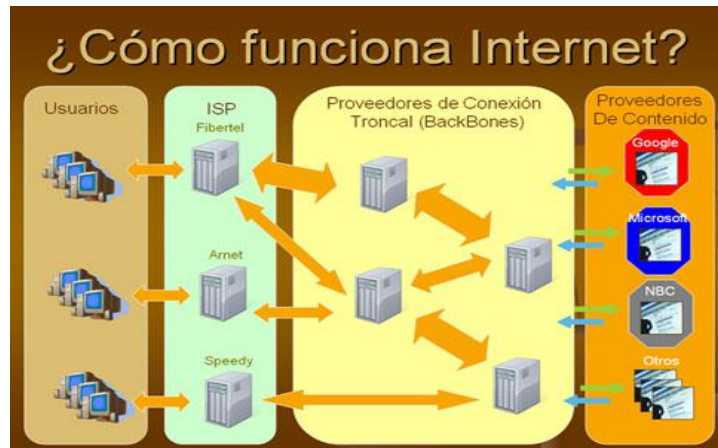 ¿Cómo funciona Internet?
Usuarios
ISP
Fibertel
Arnet
Speedy
Proveedores de Conexión
Troncal (BackBones)
Proveedores
De Contenido
Google
Microsoft
NBC
Otros